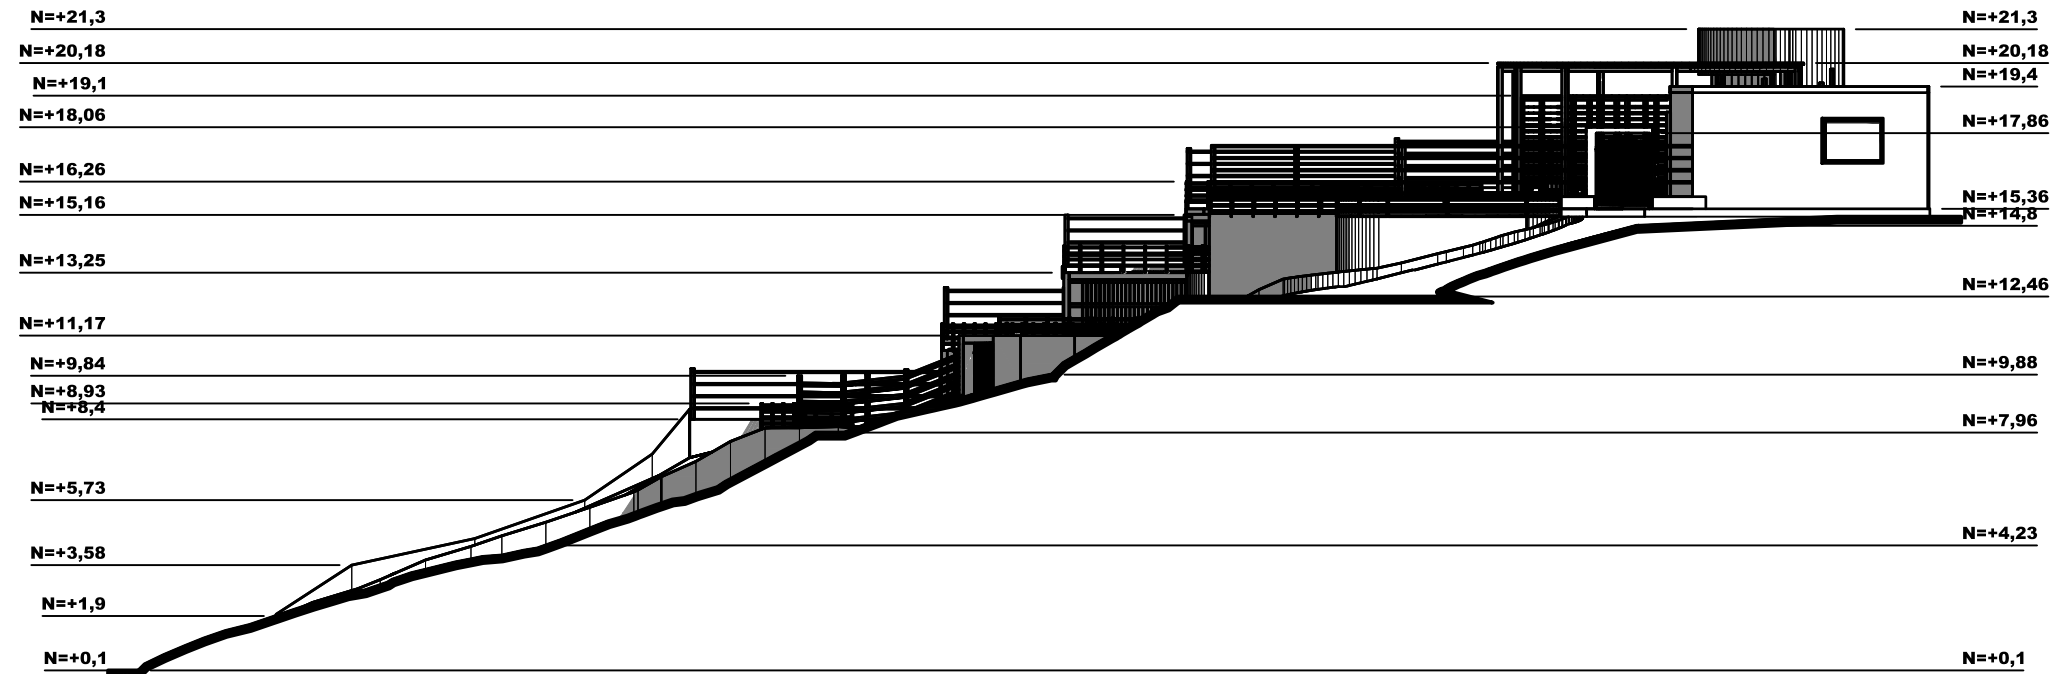 N=+21,3
N=+20,18
N=+19,1
N=+18,06
N=+16,26
N=+15,16
N=+13,25
N=+11,17
N=+9,84
N=+8,93
N=+8,4
N=+5,73
N=+3,58
N=+1,9
N=+0,1
N=+21,3
N=+20,18
N=+19,4
N=+17,86
N=+15,36
N=+14,8
N=+12,46
N=+9,88
N=+7,96
N=+4,23
N=+0,1